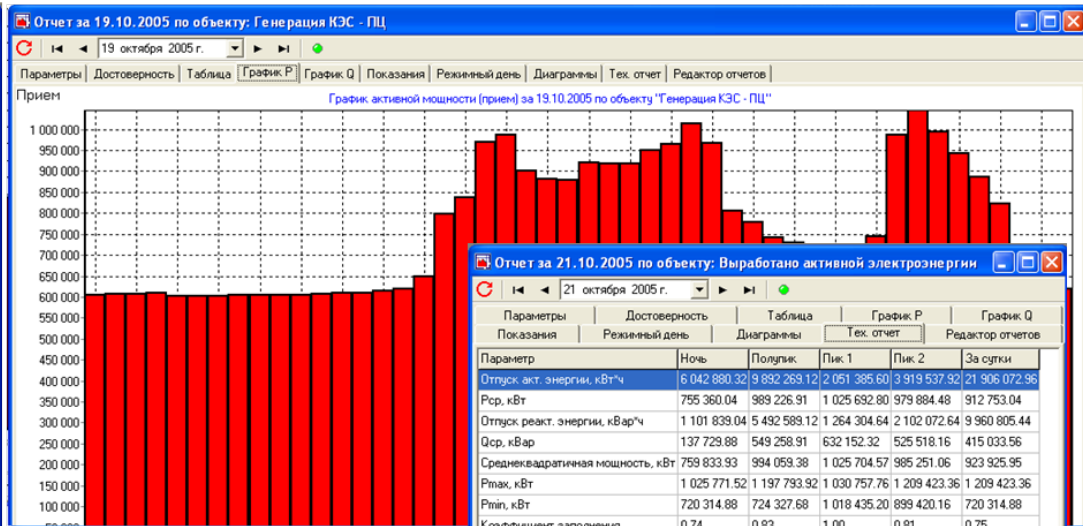 Отчет за 19.10.2005 по объекту: Генерация КЭС - ПЦ
19 октября 2005 г.
Параметры Достоверность Таблица График P График Q Показания Режимный день Диаграммы Тех. отчет Редактор отчетов
Прием
График активной мощности (прием) за 19.10.2005 по объекту "Генерация КЭС - ПЦ"
1 000 000
950 000
900 000
850 000
800 000
750 000
700 000
650 000
600 000
550 000
500 000
450 000
400 000
350 000
300 000
250 000
200 000
150 000
100 000
Отчет за 21.10.2005 по объекту: Выработано активной электроэнергии
21 октября 2005 г.
Параметры Достоверность Таблица График P График Q
Показания Режимный день Диаграммы Тех. отчет Редактор отчетов
Параметр Ночь Полупик Пик 1 Пик 2 За сутки
Отпуск акт. энергии, кВт*ч 6 042 880.32 9 892 269.12 2 051 385.60 3 919 537.92 21 906 072.96
Pср, кВт 755 360.04 989 226.91 1 025 692.80 979 884.48 912 753.04
Отпуск реакт. энергии, кВар*ч 1 101 839.04 5 492 589.12 1 264 304.64 2 102 072.64 9 960 805.44
Qср, кВар 137 729.88 549 258.91 632 152.32 525 518.16 415 033.56
Среднеквадратичная мощность, кВт 759 833.93 994 059.38 1 025 704.57 985 251.06 923 925.95
Pmax, кВт 1 025 771.52 1 197 793.92 1 030 757.76 1 209 423.36 1 209 423.36
Pmin, кВт 720 314.88 724 327.68 1 018 435.20 899 420.16 720 314.88
Коэффициент заполнения 0.74 0.83 1.00 0.81 0.75